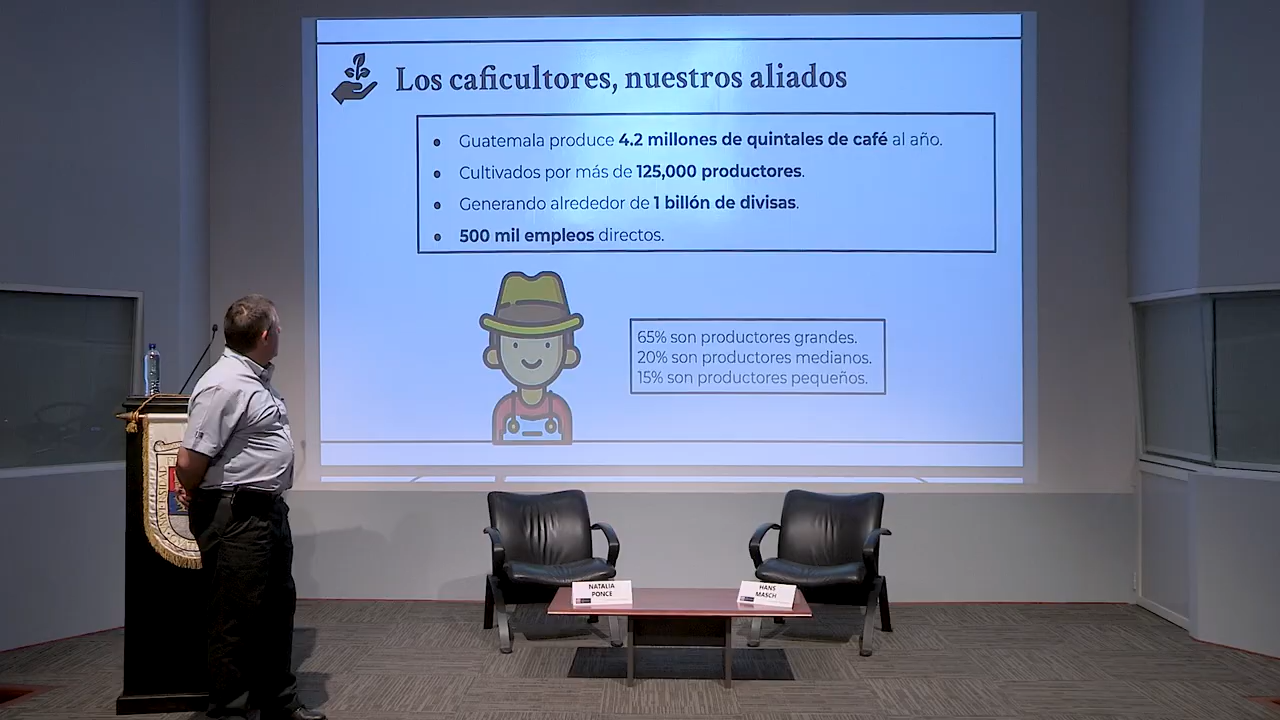 Los caficultores, nuestros aliados
Guatemala produce 4.2 millones de quintales de café al año.
Cultivados por más de 125,000 productores.
Generando alrededor de 1 billón de divisas.
500 mil empleos directos.
65% son productores grandes.
20% son productores medianos.
15% son productores pequeños.
NATALIA
PONCE
HANS
MASCH